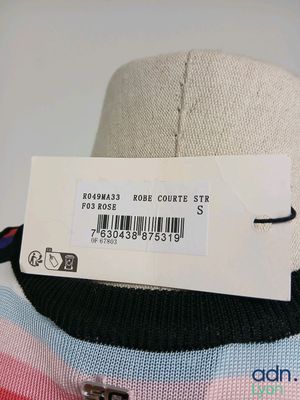 R049MA33 ROBE COURTE STR
F03 ROSE S
7 630438 875319
OF 67803
adn.
Lyon